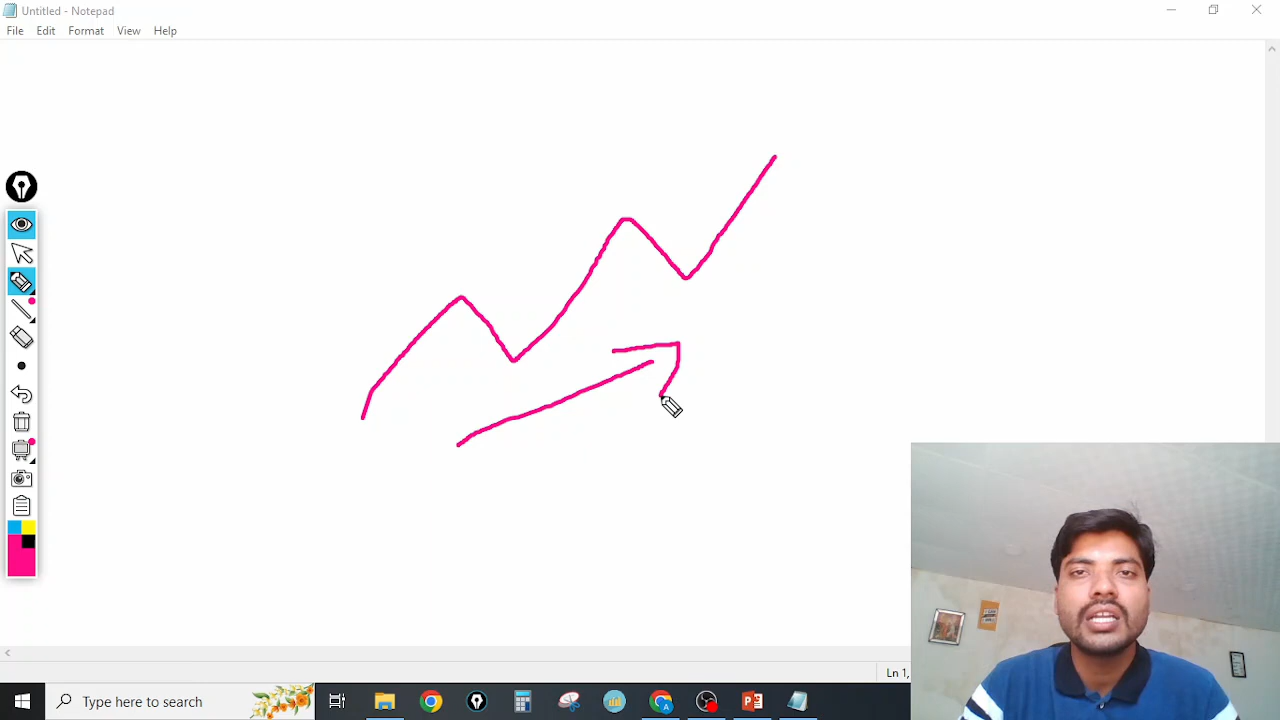 Untitled - Notepad
File Edit Format View Help
Ln 1,
Type here to search